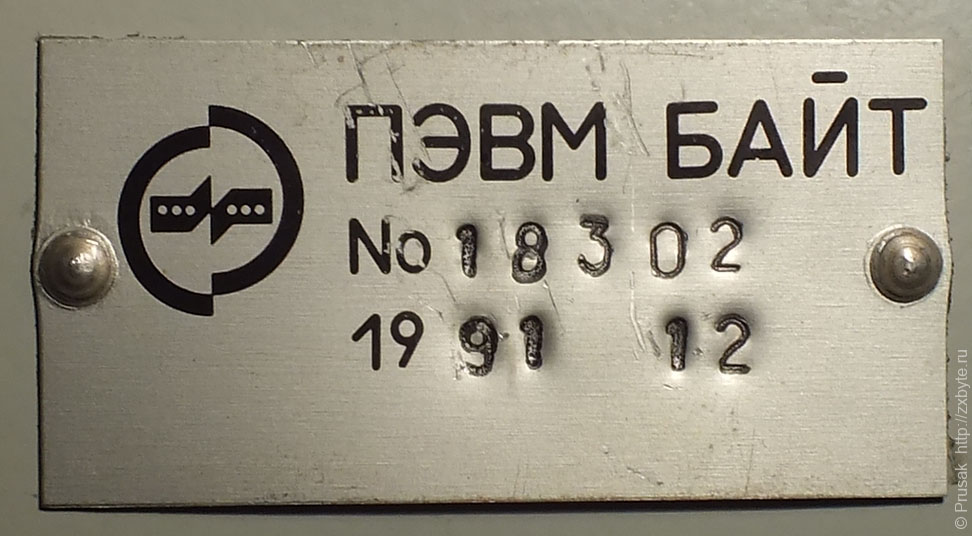 ПЭВМ БАЙТ
No 18302
1991 12
© Prusak http://zxbyte.ru